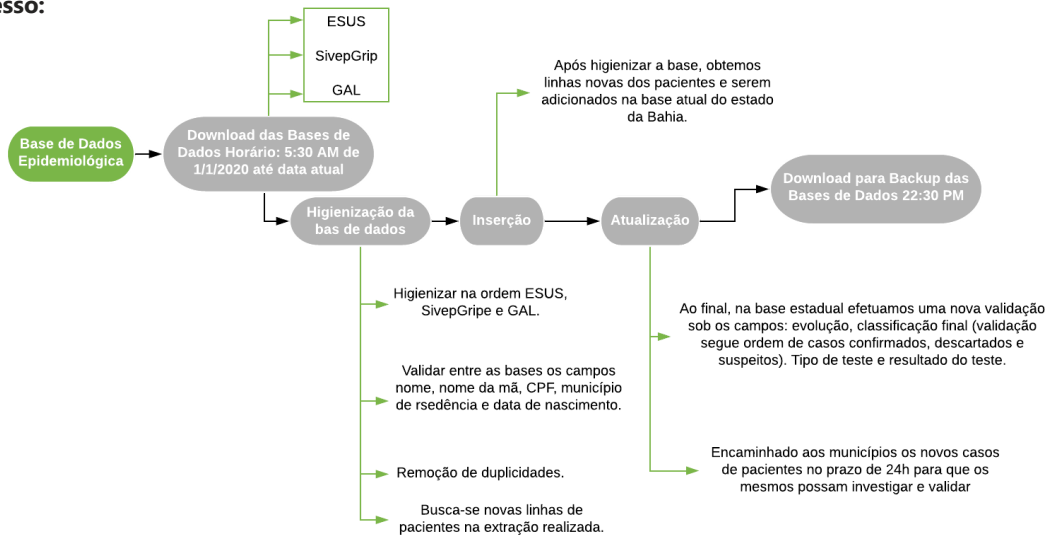 esso:
ESUS
SivepGrip
GAL
Base de Dados
Epidemiológica
Download das Bases de
Dados Horário: 5:30 AM de
1/1/2020 até data atual
Após higienizar a base, obtemos
linhas novas dos pacientes e serem
adicionados na base atual do estado
da Bahia.
Higienização da
bas de dados
Inserção
Atualização
Download para Backup das
Bases de Dados 22:30 PM
Higienizar na ordem ESUS,
SivepGripe e GAL.
Validar entre as bases os campos
nome, nome da mã, CPF, município
de rsedência e data de nascimento.
Remoção de duplicidades.
Busca-se novas linhas de
pacientes na extração realizada.
Ao final, na base estadual efetuamos uma nova validação
sob os campos: evolução, classificação final (validação
segue ordem de casos confirmados, descartados e
suspeitos). Tipo de teste e resultado do teste.
Encaminhado aos municípios os novos casos
de pacientes no prazo de 24h para que os
mesmos possam investigar e validar